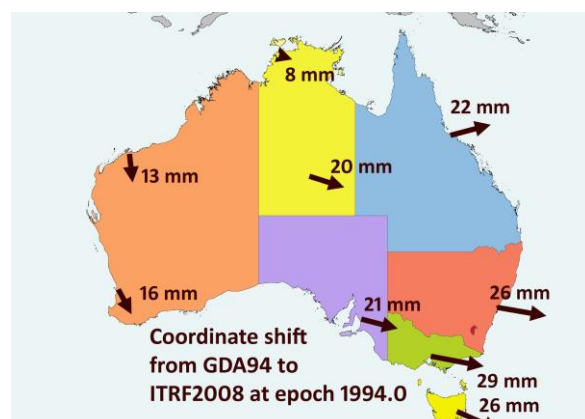 8 mm
22 mm
13 mm
20 mm
16 mm
21 mm
26 mm
Coordinate shift
from GDA94 to
ITRF2008 at epoch 1994.0
29 mm
26 mm